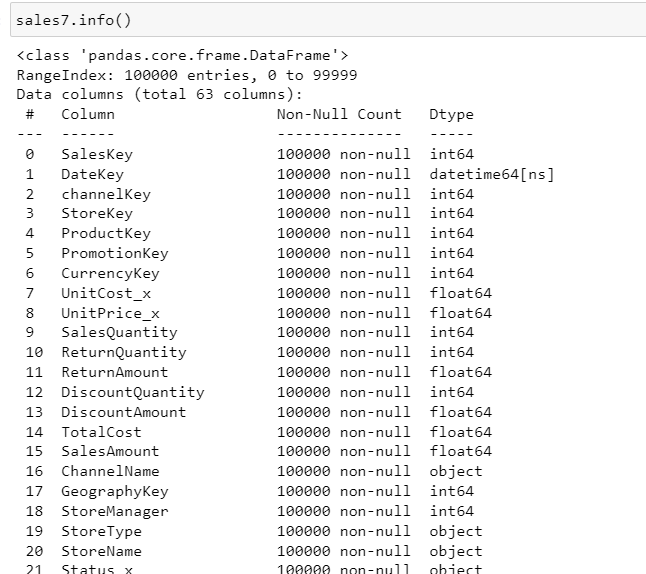 sales7.info()
<class 'pandas.core.frame.DataFrame'>
RangeIndex: 100000 entries, 0 to 99999
Data columns (total 63 columns):
 #   Column                  Non-Null Count   Dtype
---  ------                  --------------   -----
 0   SalesKey                100000 non-null  int64
 1   DateKey                 100000 non-null  datetime64[ns]
 2   channelKey              100000 non-null  int64
 3   StoreKey                100000 non-null  int64
 4   ProductKey              100000 non-null  int64
 5   PromotionKey            100000 non-null  int64
 6   CurrencyKey             100000 non-null  int64
 7   UnitCost_x              100000 non-null  float64
 8   UnitPrice_x             100000 non-null  float64
 9   SalesQuantity           100000 non-null  int64
 10  ReturnQuantity          100000 non-null  int64
 11  ReturnAmount            100000 non-null  float64
 12  DiscountQuantity        100000 non-null  int64
 13  DiscountAmount          100000 non-null  float64
 14  TotalCost               100000 non-null  float64
 15  SalesAmount             100000 non-null  float64
 16  ChannelName             100000 non-null  object
 17  GeographyKey            100000 non-null  int64
 18  StoreManager            100000 non-null  int64
 19  StoreType               100000 non-null  object
 20  StoreName               100000 non-null  object
 21  Status_x                100000 non-null  object